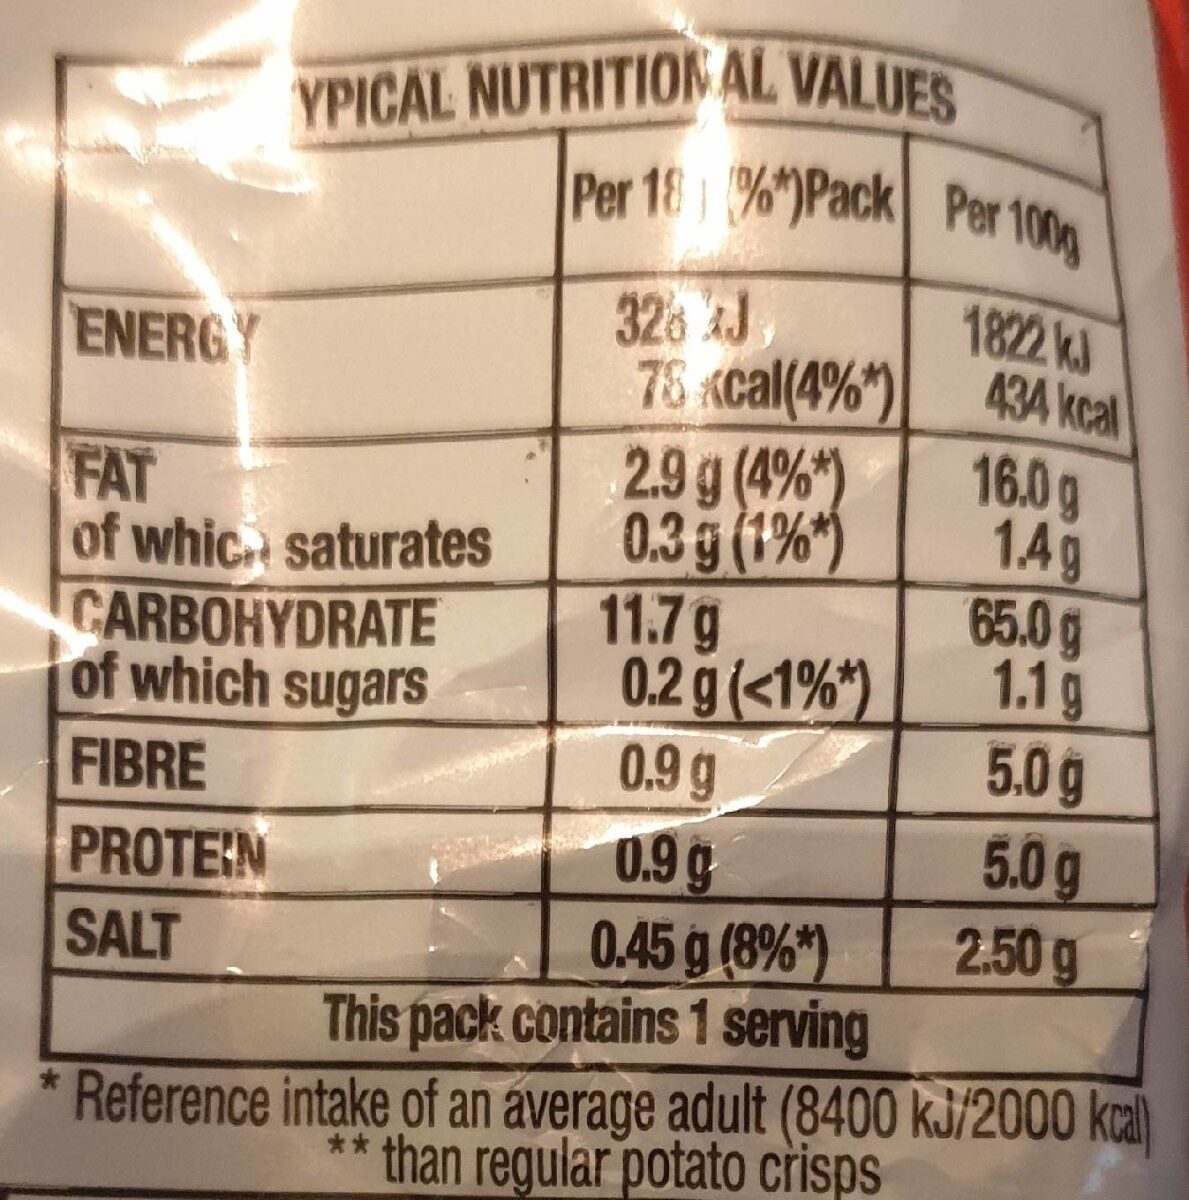 YPICAL NUTRITIONAL VALUES
Per 18 (%*)Pack Per 100g
ENERGY 328 kJ 1822 kJ
78 kcal(4%*) 434 kcal
FAT 2.9 g (4%*) 16.0 g
of which saturates 0.3 g (1%*) 1.4 g
CARBOHYDRATE 11.7 g 65.0 g
of which sugars 0.2 g (<1%*) 1.1 g
FIBRE 0.9 g 5.0 g
PROTEIN 0.9 g 5.0 g
SALT 0.45 g (8%*) 2.50 g
This pack contains 1 serving
* Reference intake of an average adult (8400 kJ/2000 kcal)
** than regular potato crisps